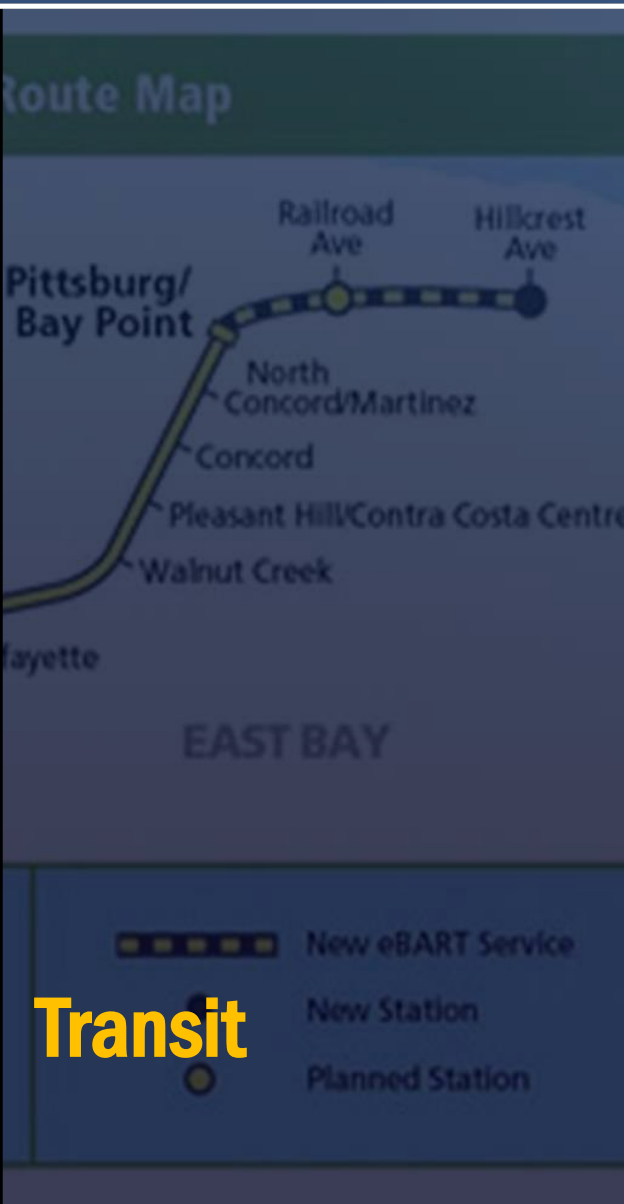 Route Map
Railroad
Ave
Hillcrest
Ave
Pittsburg/
Bay Point
North
Concord/Martinez
Concord
Pleasant Hill/Contra Costa Centre
Walnut Creek
fayette
EAST BAY
New eBART Service
Transit
New Station
Planned Station